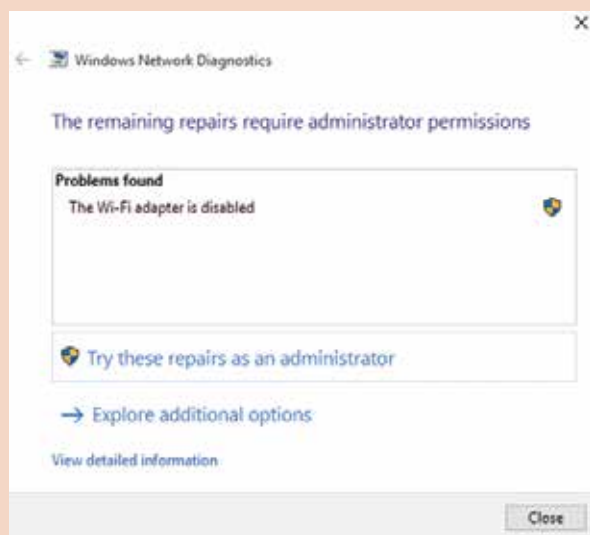 Windows Network Diagnostics
The remaining repairs require administrator permissions
Problems found
The Wi-Fi adapter is disabled
Try these repairs as an administrator
Explore additional options
View detailed information
Close